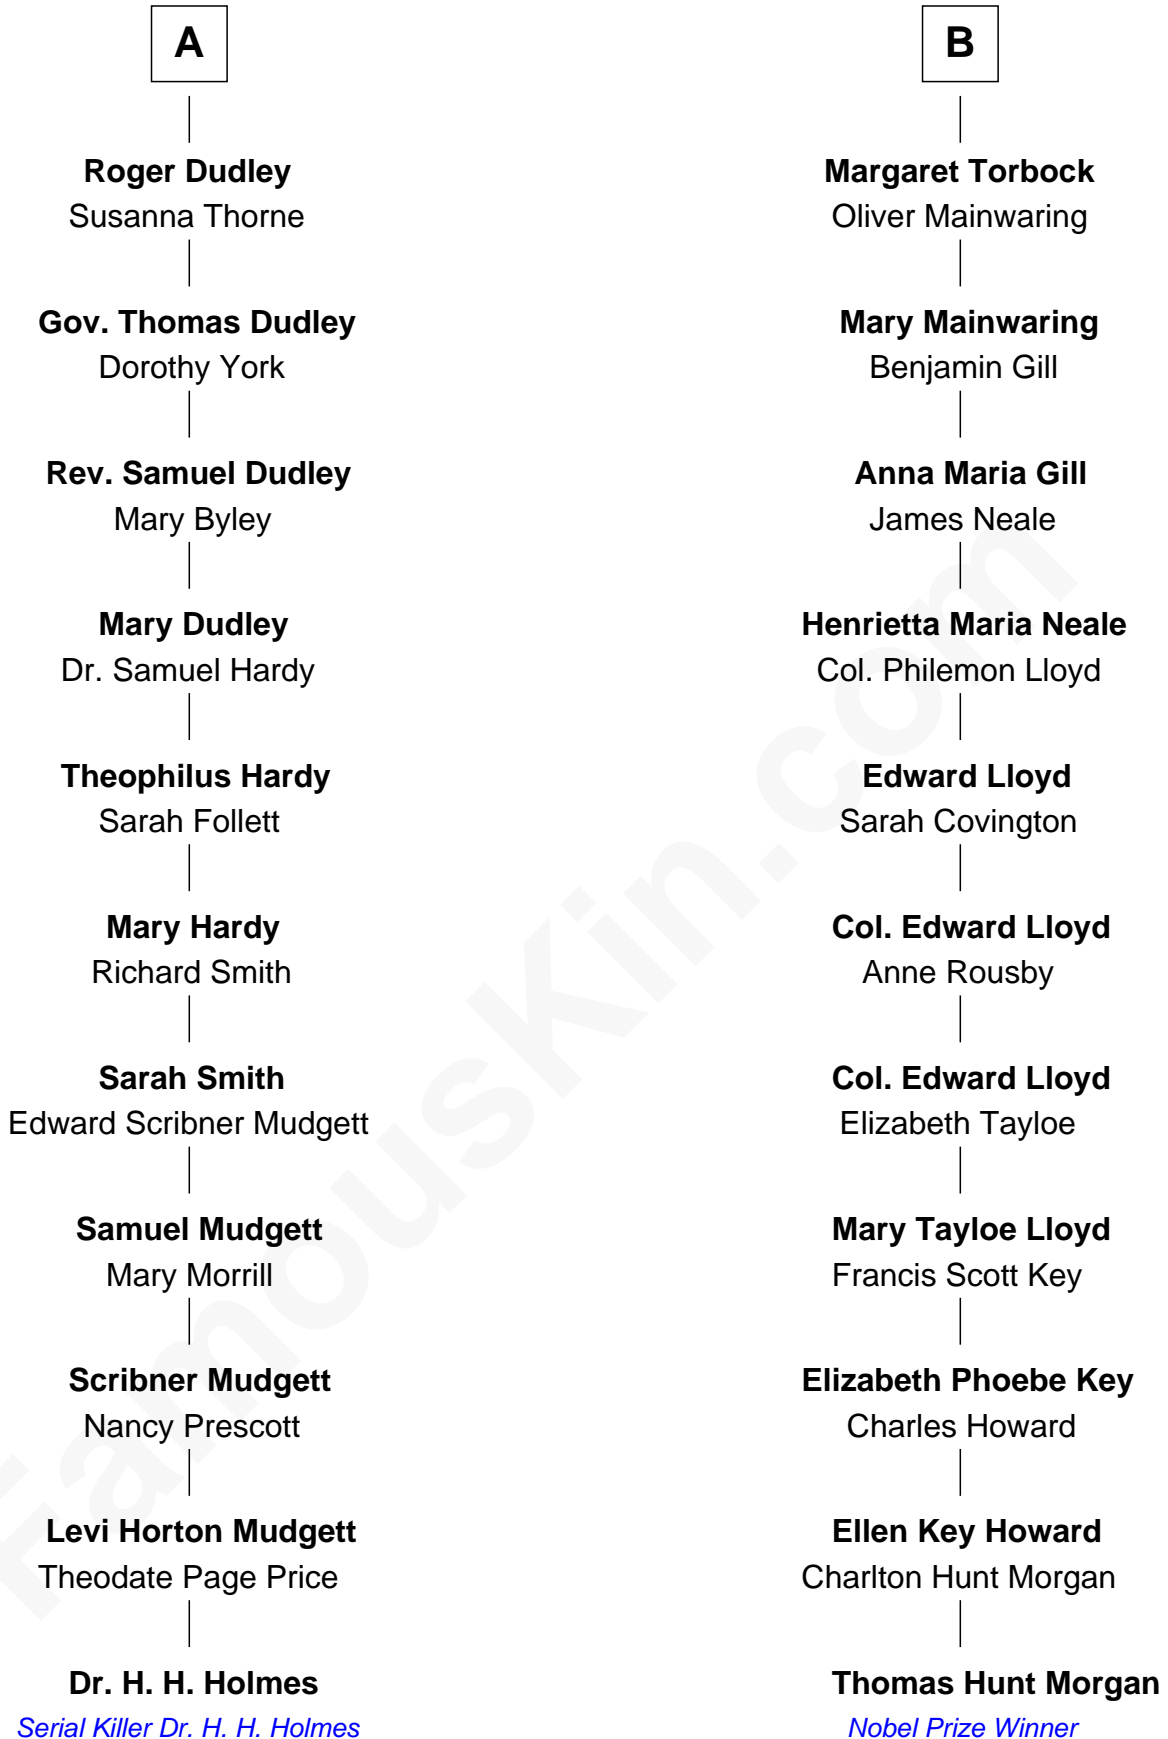 A
Roger Dudley
Susanna Thorne
Gov. Thomas Dudley
Dorothy York
Rev. Samuel Dudley
Mary Byley
Mary Dudley
Dr. Samuel Hardy
Theophilus Hardy
Sarah Follett
Mary Hardy
Richard Smith
Sarah Smith
Edward Scribner Mudgett
Samuel Mudgett
Mary Morrill
Scribner Mudgett
Nancy Prescott
Levi Horton Mudgett
Theodate Page Price
Dr. H. H. Holmes
Serial Killer Dr. H. H. Holmes
B
Margaret Torbock
Oliver Mainwaring
Mary Mainwaring
Benjamin Gill
Anna Maria Gill
James Neale
Henrietta Maria Neale
Col. Philemon Lloyd
Edward Lloyd
Sarah Covington
Col. Edward Lloyd
Anne Rousby
Col. Edward Lloyd
Elizabeth Tayloe
Mary Tayloe Lloyd
Francis Scott Key
Elizabeth Phoebe Key
Charles Howard
Ellen Key Howard
Charlton Hunt Morgan
Thomas Hunt Morgan
Nobel Prize Winner
FamousKin.com